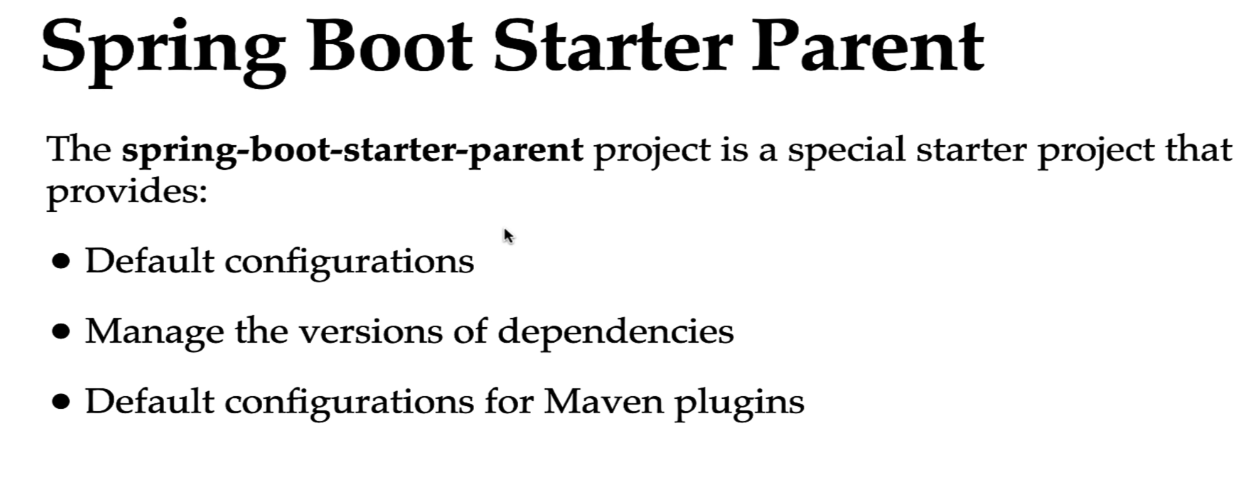 Spring Boot Starter Parent
The spring-boot-starter-parent project is a special starter project that
provides:
● Default configurations
● Manage the versions of dependencies
● Default configurations for Maven plugins